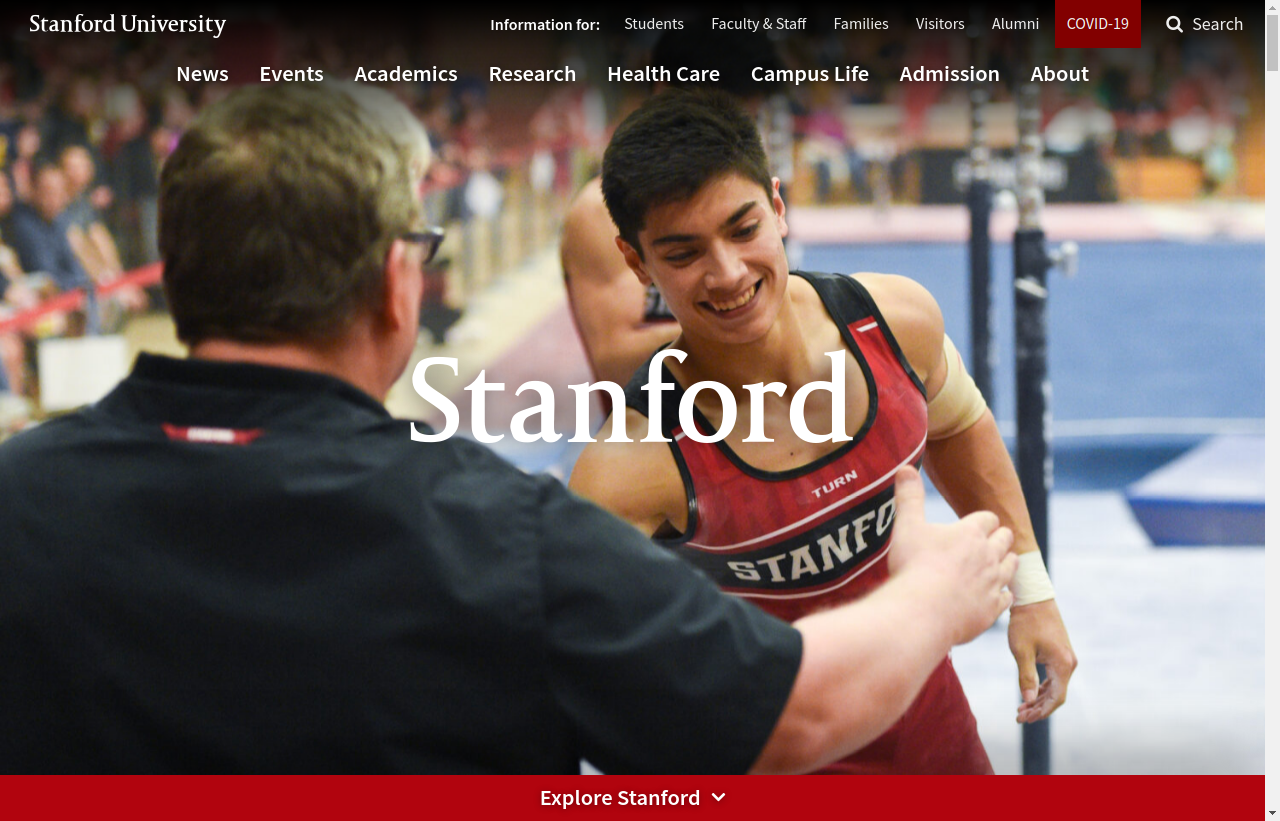 Stanford University
Information for: Students Faculty & Staff Families Visitors Alumni COVID-19 Search
News Events Academics Research Health Care Campus Life Admission About
Stanford
TURN
STANFO
Explore Stanford